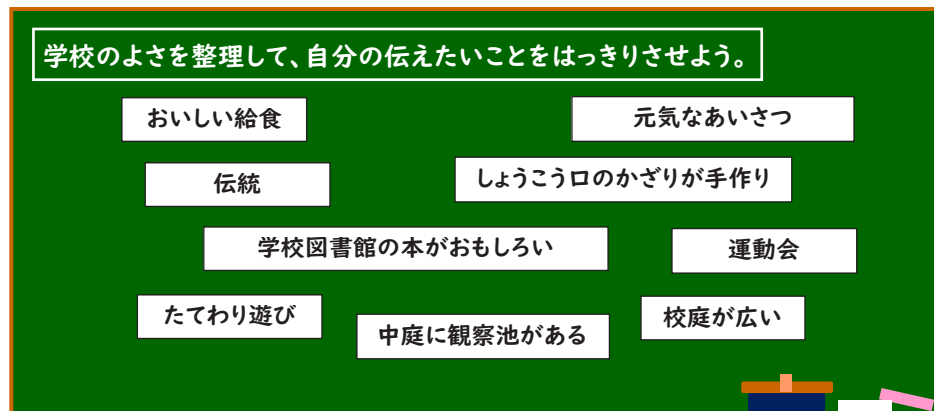 学校のよさを整理して、自分の伝えたいことをはっきりさせよう。
おいしい給食
元気なあいさつ
伝統
しょうこう口のかざりが手作り
学校図書館の本がおもしろい
運動会
たてわり遊び
中庭に観察池がある
校庭が広い